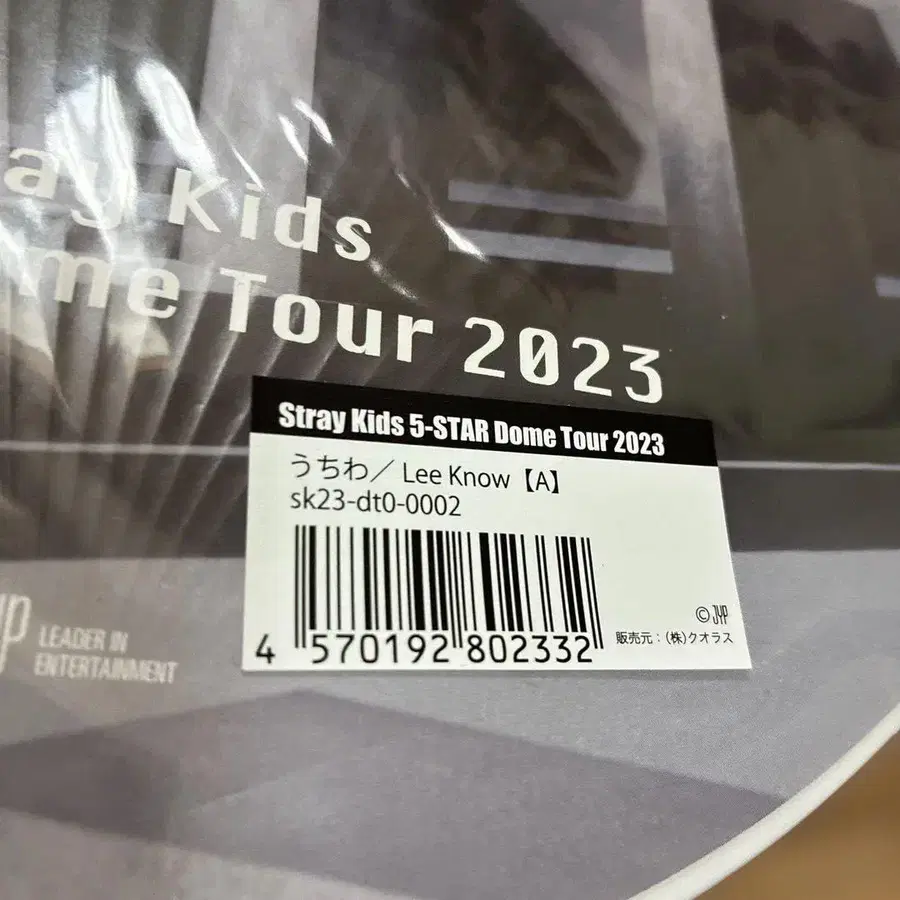 ay Kids
me Tour 2023
Stray Kids 5-STAR Dome Tour 2023
うちわ／Lee Know【A】
sk23-dt0-0002
4 570192 802332
©JYP
販売元：(株)クオラス
YP LEADER IN
ENTERTAINMENT